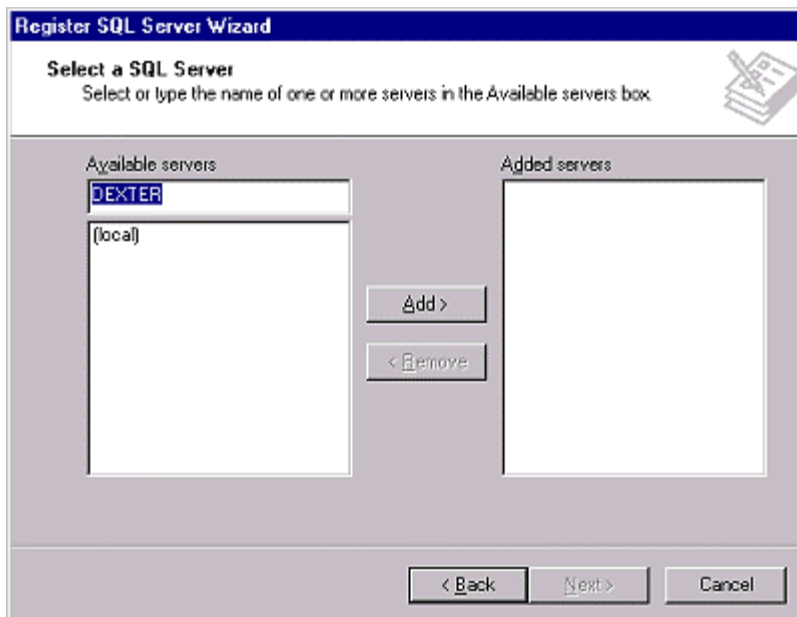 Register SQL Server Wizard
Select a SQL Server
Select or type the name of one or more servers in the Available servers box
Available servers
Added servers
DEXTER
(local)
Add >
< Remove
< Back
Next >
Cancel